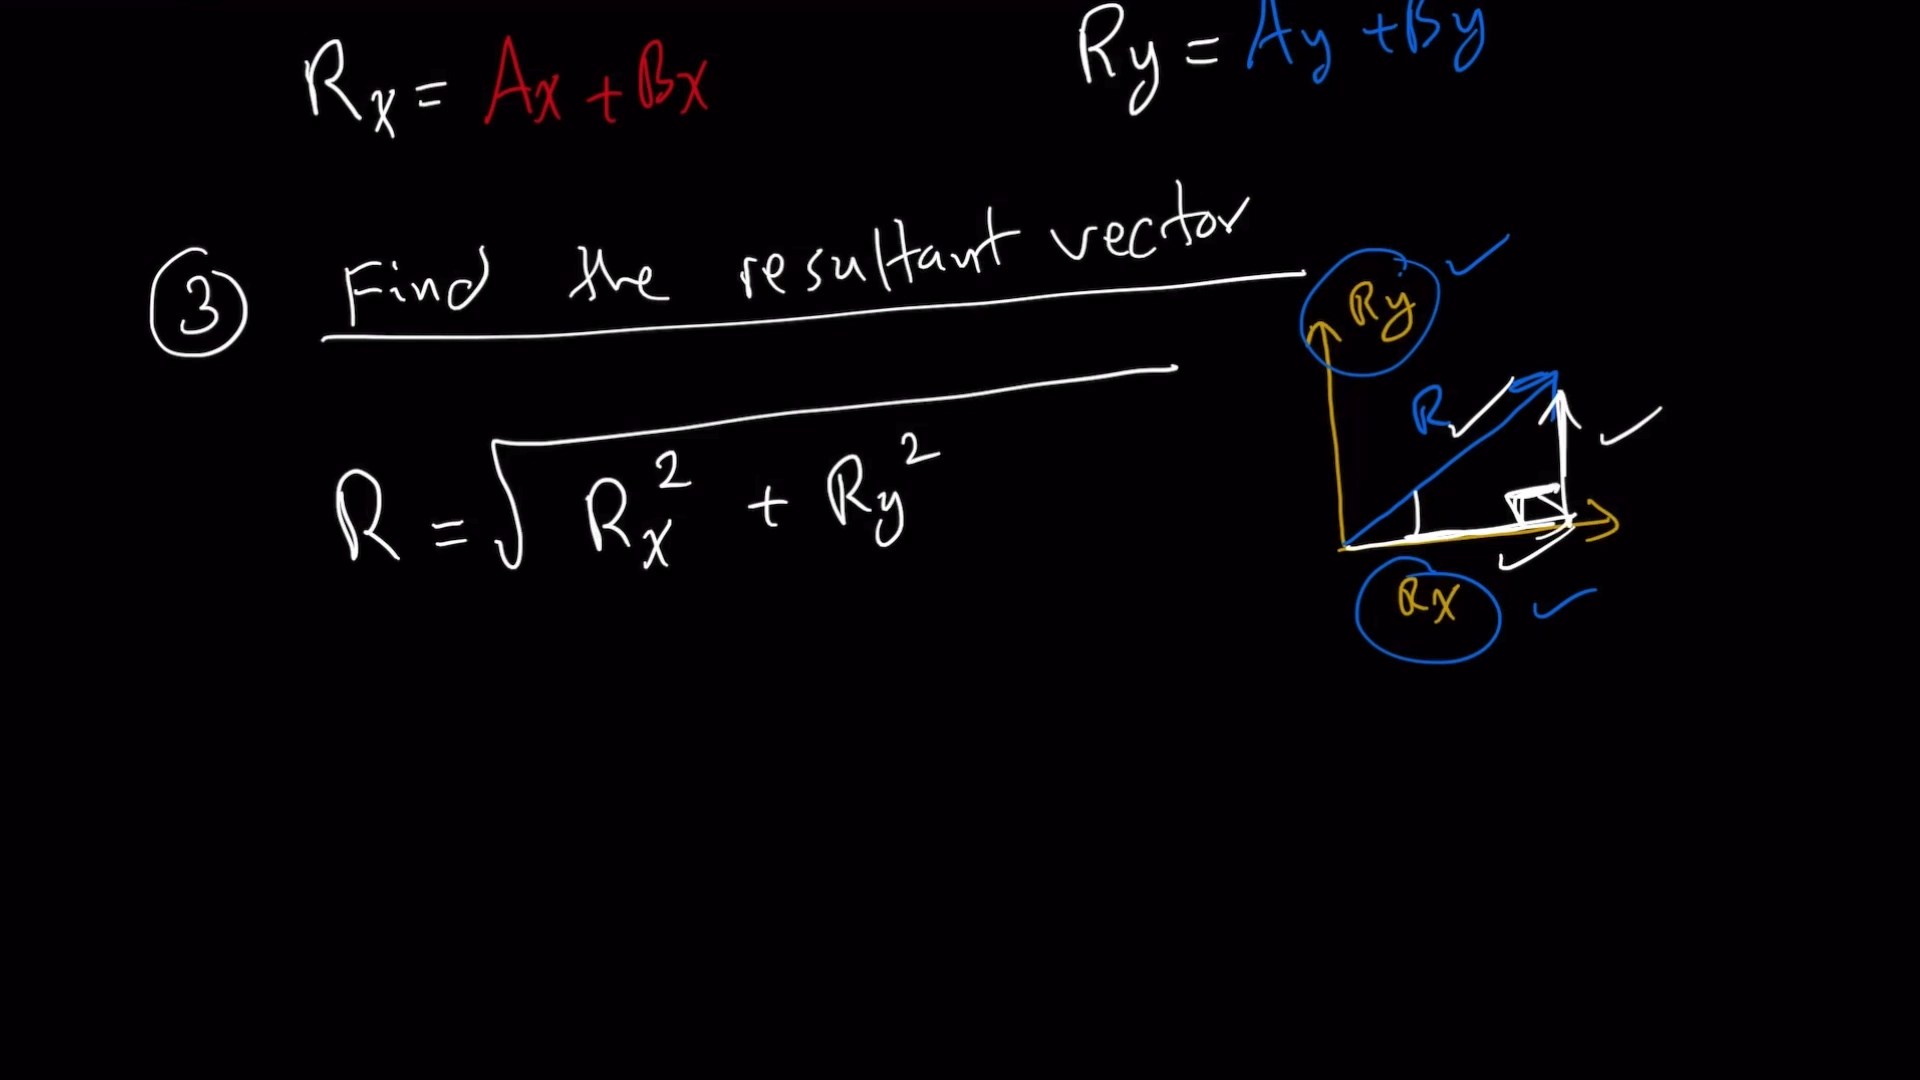 Rx = Ax + Bx
Ry = Ay + By
③ Find the resultant vector
R = √Rx² + Ry²
Ry
R
Rx